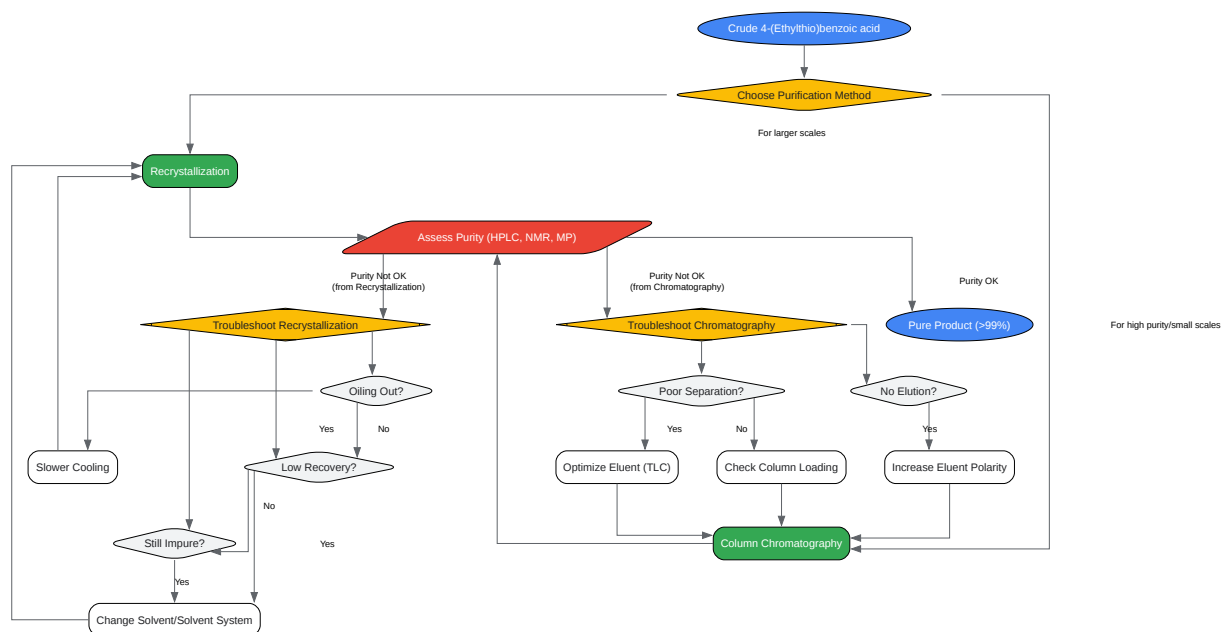 Crude 4-(Ethylthio)benzoic acid
Choose Purification Method
For larger scales
Recrystallization
Assess Purity (HPLC, NMR, MP)
Purity Not OK
(from Recrystallization)
Purity Not OK
(from Chromatography)
Purity OK
Troubleshoot Recrystallization
Troubleshoot Chromatography
Pure Product (>99%)
For high purity/small scales
Oiling Out?
Poor Separation?
No Elution?
Yes
No
Yes
No
Yes
Slower Cooling
Low Recovery?
Optimize Eluent (TLC)
Check Column Loading
Increase Eluent Polarity
No
Still Impure?
Yes
Column Chromatography
Yes
Change Solvent/Solvent System